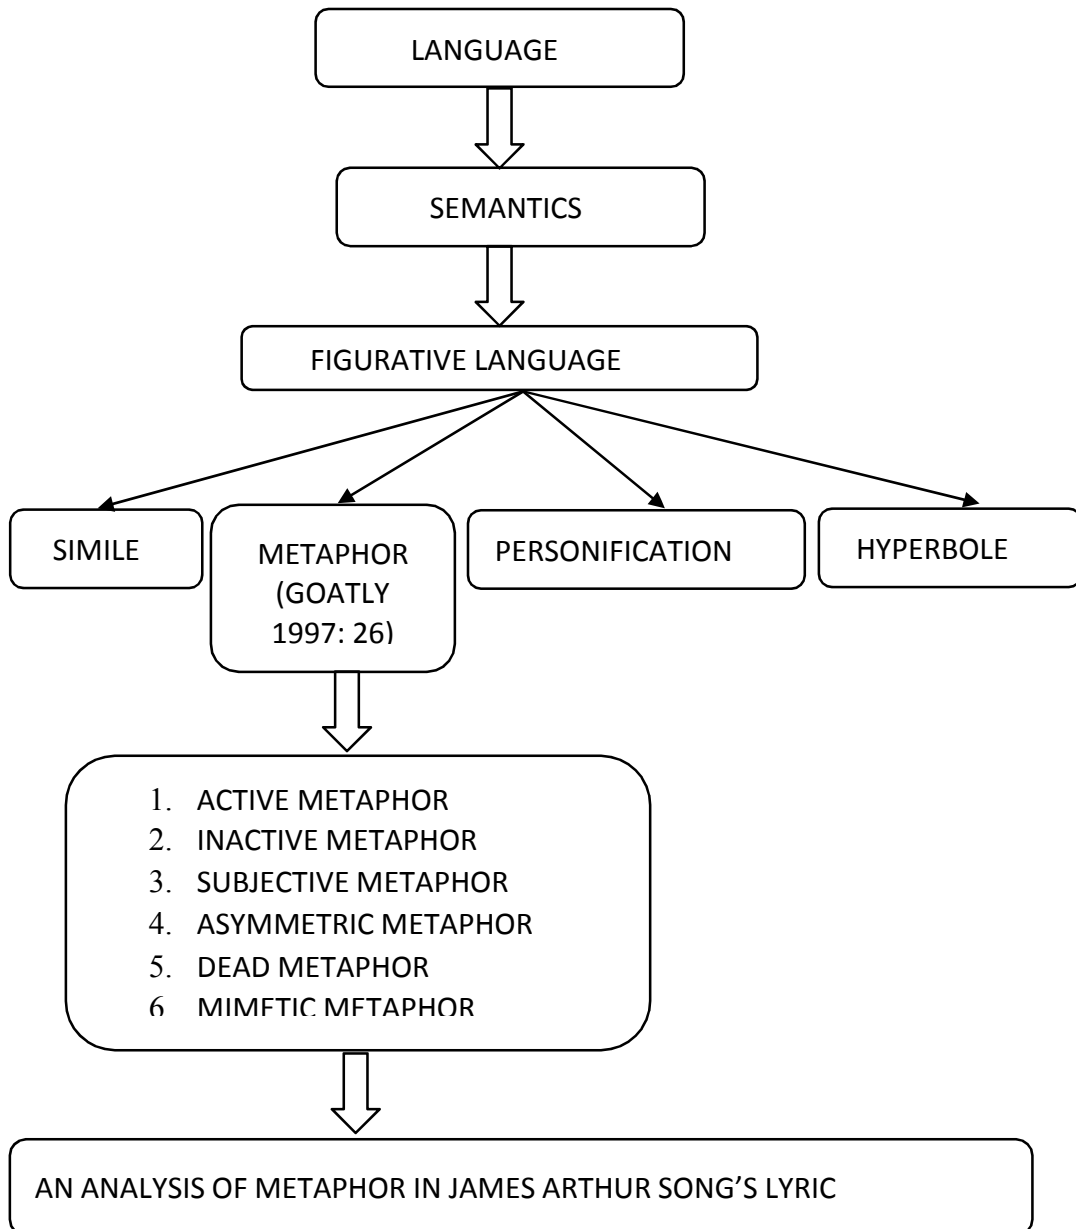 LANGUAGE
SEMANTICS
FIGURATIVE LANGUAGE
SIMILE
METAPHOR
(GOATLY
1997: 26)
PERSONIFICATION
HYPERBOLE
1. ACTIVE METAPHOR
2. INACTIVE METAPHOR
3. SUBJECTIVE METAPHOR
4. ASYMMETRIC METAPHOR
5. DEAD METAPHOR
6 MIMETIC METAPHOR
AN ANALYSIS OF METAPHOR IN JAMES ARTHUR SONG’S LYRIC